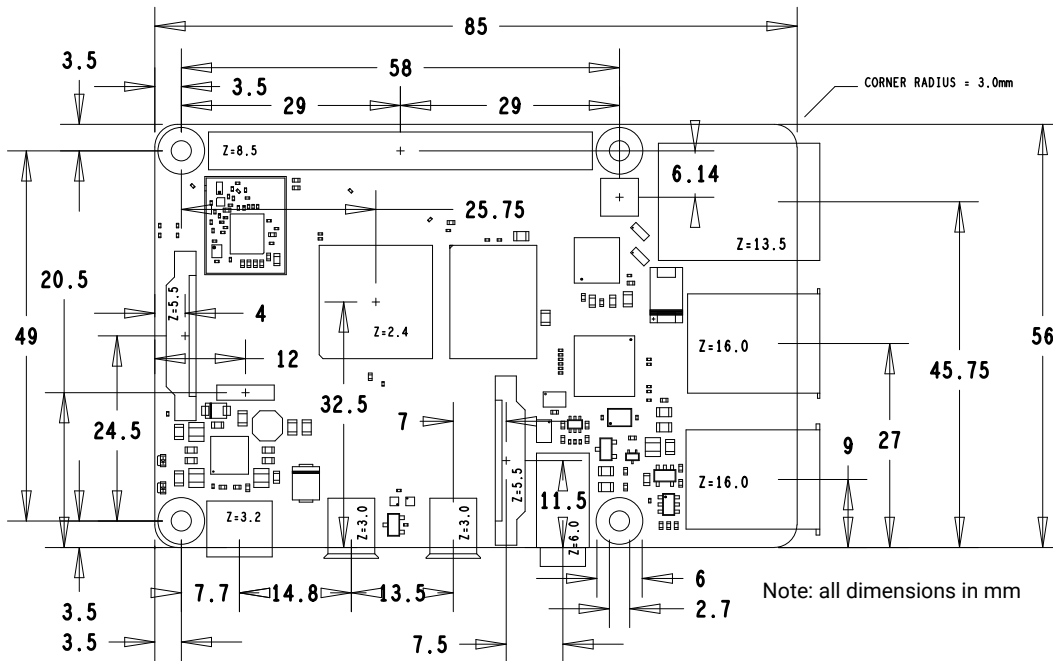 85
3.5
58
3.5
CORNER RADIUS = 3.0mm
29
29
Z=8.5
6.14
25.75
Z=13.5
20.5
Z=5.5
4
49
Z=2.4
56
12
Z=16.0
45.75
32.5
7
24.5
27
9
Z=16.0
Z=5.5
11.5
Z=3.2
Z=3.0
Z=3.0
Z=6.0
7.7
14.8
13.5
6
Note: all dimensions in mm
3.5
2.7
3.5
7.5